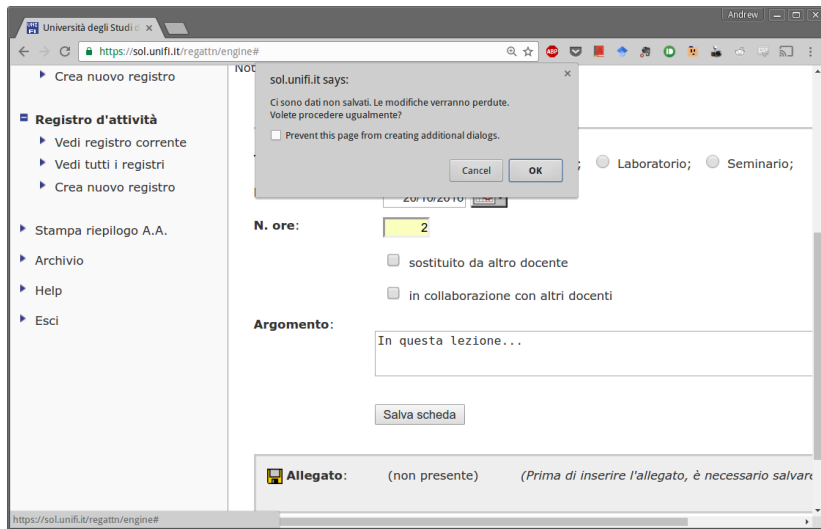 Andrew
Università degli Studi d
https://sol.unifi.it/regattn/engine#
ABP
Crea nuovo registro
Not
Registro d'attività
Vedi registro corrente
Vedi tutti i registri
Crea nuovo registro
Stampa riepilogo A.A.
Archivio
Help
Esci
sol.unifi.it says:
Ci sono dati non salvati. Le modifiche verranno perdute.
Volete procedere ugualmente?
Prevent this page from creating additional dialogs.
Cancel
OK
; Laboratorio; Seminario;
20/10/2016
N. ore: 2
sostituito da altro docente
in collaborazione con altri docenti
Argomento:
In questa lezione...
Salva scheda
Allegato: (non presente) (Prima di inserire l'allegato, è necessario salvare
https://sol.unifi.it/regattn/engine#